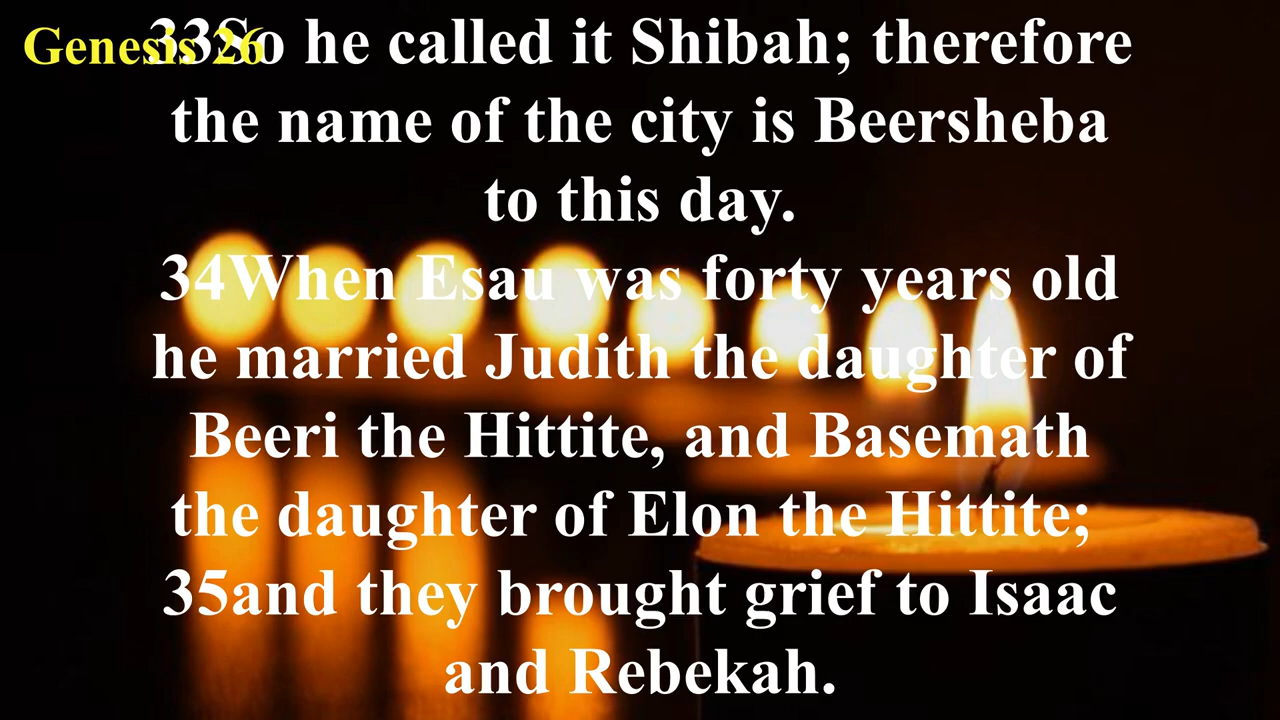 Genesis 26
33So he called it Shibah; therefore
the name of the city is Beersheba
to this day.
34When Esau was forty years old
he married Judith the daughter of
Beeri the Hittite, and Basemath
the daughter of Elon the Hittite;
35and they brought grief to Isaac
and Rebekah.